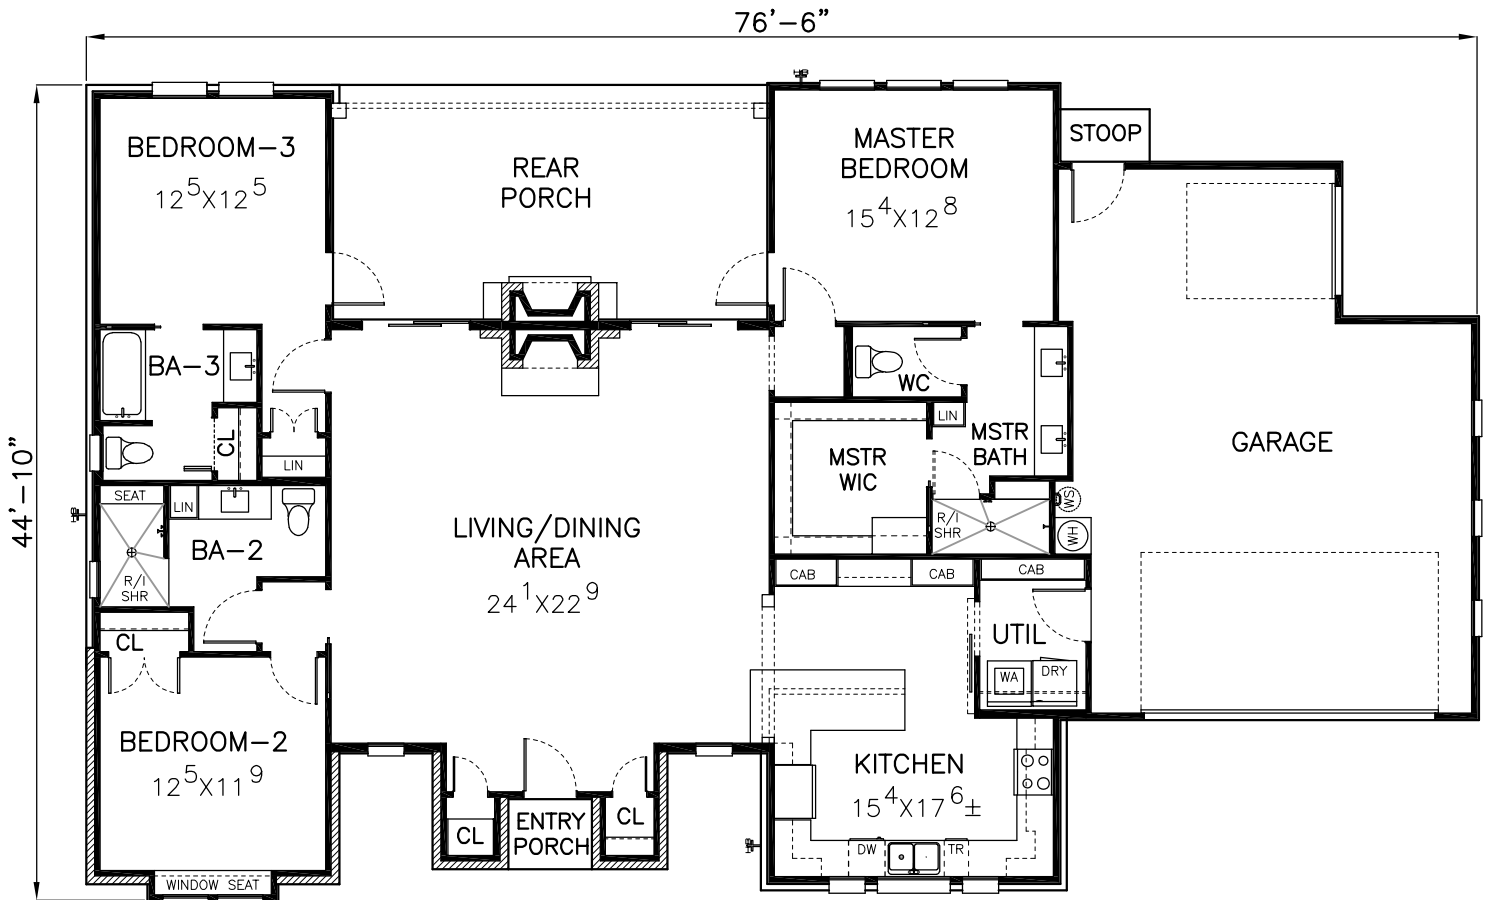 76'-6"
44'-10"
BEDROOM-3
12⁵X12⁵
REAR
PORCH
MASTER
BEDROOM
15⁴X12⁸
STOOP
BA-3
CL
LIN
WC
LIN
MSTR
BATH
MSTR
WIC
GARAGE
SEAT
LIN
BA-2
R/I
SHR
LIVING/DINING
AREA
24¹X22⁹
R/I
SHR
WS
WH
CAB
CAB
CAB
CL
UTIL
WA
DRY
BEDROOM-2
12⁵X11⁹
KITCHEN
15⁴X17⁶±
CL
ENTRY
PORCH
CL
DW
TR
WINDOW SEAT